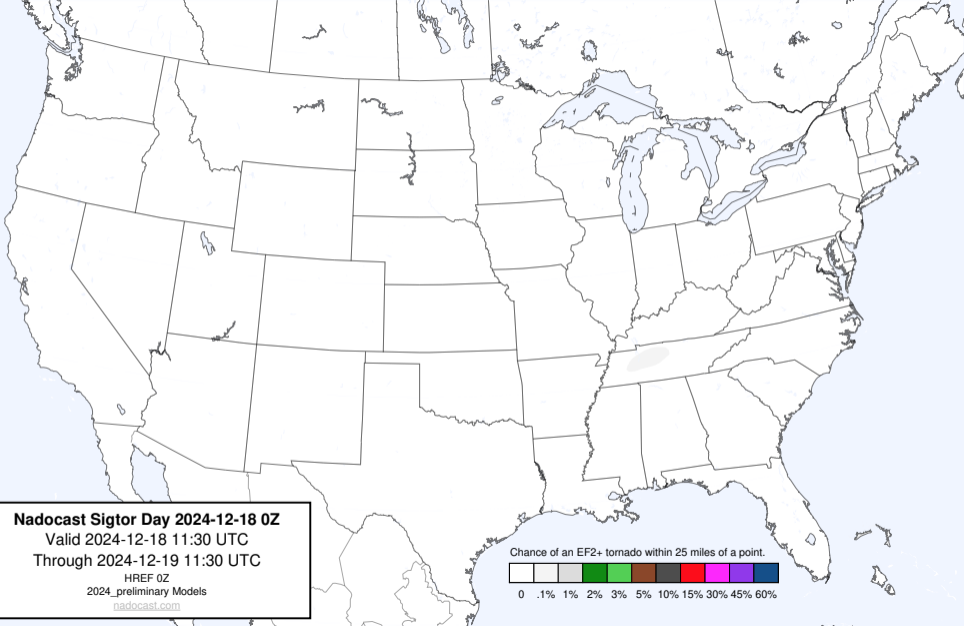 Nadocast Sigtor Day 2024-12-18 0Z
Valid 2024-12-18 11:30 UTC
Through 2024-12-19 11:30 UTC
HREF 0Z
2024_preliminary Models
nadocast.com
Chance of an EF2+ tornado within 25 miles of a point.
0 .1% 1% 2% 3% 5% 10% 15% 30% 45% 60%